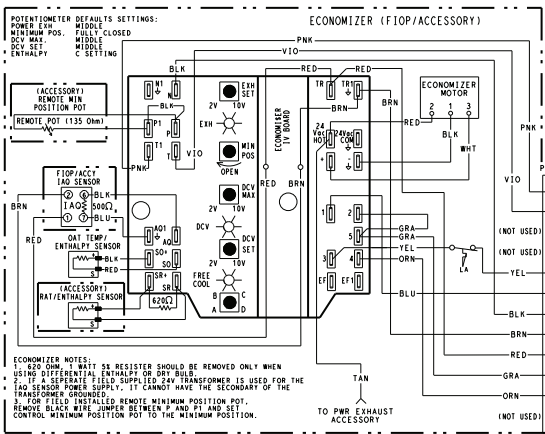 POTENTIOMETER DEFAULTS SETTINGS:
POWER EXH MIDDLE
MINIMUM POS. FULLY CLOSED
DCV MAX. MIDDLE
DCV SET MIDDLE
ENTHALPY C SETTING
ECONOMIZER (FIOP/ACCESSORY)
PNK
VIO
BLK
RED
RED
(ACCESSORY)
REMOTE MIN
POSITION POT
REMOTE POT (135 Ohm)
N1
N
BLK
P1
P
T1
T
VIO
PNK
EXH
SET
2V 10V
EXH
MIN
POS
OPEN
DCV
MAX
2V 10V
DCV
DCV
SET
2V 10V
FREE
COOL
B C
A D
ECONOMISER
IV BOARD
TR
TR1
BRN
24
Vac
HOT
24Vac
COM
+
-
1
2
5
3
4
EF
EF1
ECONOMIZER
MOTOR
2 1 3
RED
BLK
WHT
BRN
PNK
VIO
P
FIOP/ACCY
IAQ SENSOR
2 6
IAQ 500Ω
1 7
BLK
BLU
BRN
RED
AQ1
AQ
SO+
SO
SR+
SR
620Ω
OAT TEMP/
ENTHALPY SENSOR
+
S
BLK
RED
(ACCESSORY)
RAT/ENTHALPY SENSOR
+
S
RED
BRN
GRA
GRA
YEL
ORN
LA
(NOT USED)
(NOT USED)
YEL
BLU
BLK
BRN
RED
GRA
ORN
(NOT USED)
TAN
TO PWR EXHAUST
ACCESSORY
ECONOMIZER NOTES:
1. 620 OHM, 1 WATT 5% RESISTER SHOULD BE REMOVED ONLY WHEN
USING DIFFERENTIAL ENTHALPY OR DRY BULB.
2. IF A SEPERATE FIELD SUPPLIED 24V TRANSFORMER IS USED FOR THE
IAQ SENSOR POWER SUPPLY, IT CANNOT HAVE THE SECONDARY OF THE
TRANSFORMER GROUNDED.
3. FOR FIELD INSTALLED REMOTE MINIMUM POSITION POT,
REMOVE BLACK WIRE JUMPER BETWEEN P AND P1 AND SET
CONTROL MINIMUM POSITION POT TO THE MINIMUM POSITION.